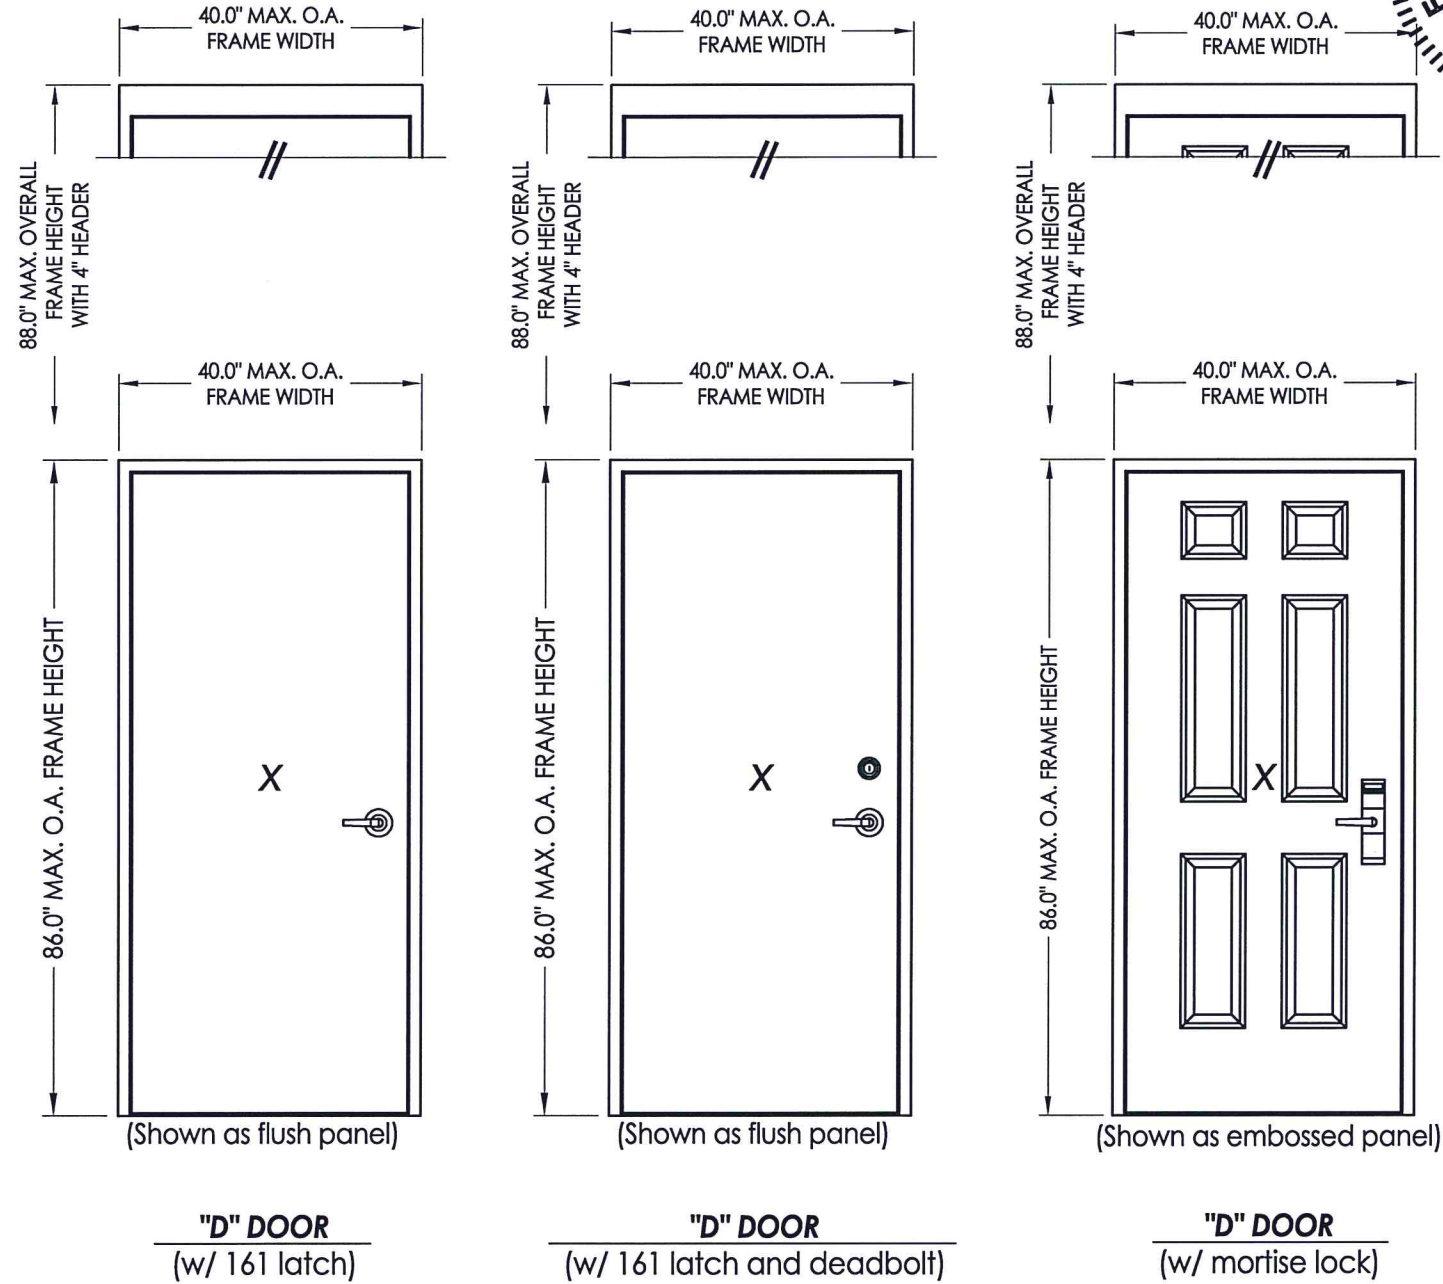 40.0" MAX. O.A.
FRAME WIDTH
40.0" MAX. O.A.
FRAME WIDTH
40.0" MAX. O.A.
FRAME WIDTH
88.0" MAX. OVERALL
FRAME HEIGHT
WITH 4" HEADER
88.0" MAX. OVERALL
FRAME HEIGHT
WITH 4" HEADER
88.0" MAX. OVERALL
FRAME HEIGHT
WITH 4" HEADER
40.0" MAX. O.A.
FRAME WIDTH
40.0" MAX. O.A.
FRAME WIDTH
40.0" MAX. O.A.
FRAME WIDTH
86.0" MAX. O.A. FRAME HEIGHT
X
86.0" MAX. O.A. FRAME HEIGHT
X
86.0" MAX. O.A. FRAME HEIGHT
X
(Shown as flush panel)
(Shown as flush panel)
(Shown as embossed panel)
"D" DOOR
(w/ 161 latch)
"D" DOOR
(w/ 161 latch and deadbolt)
"D" DOOR
(w/ mortise lock)